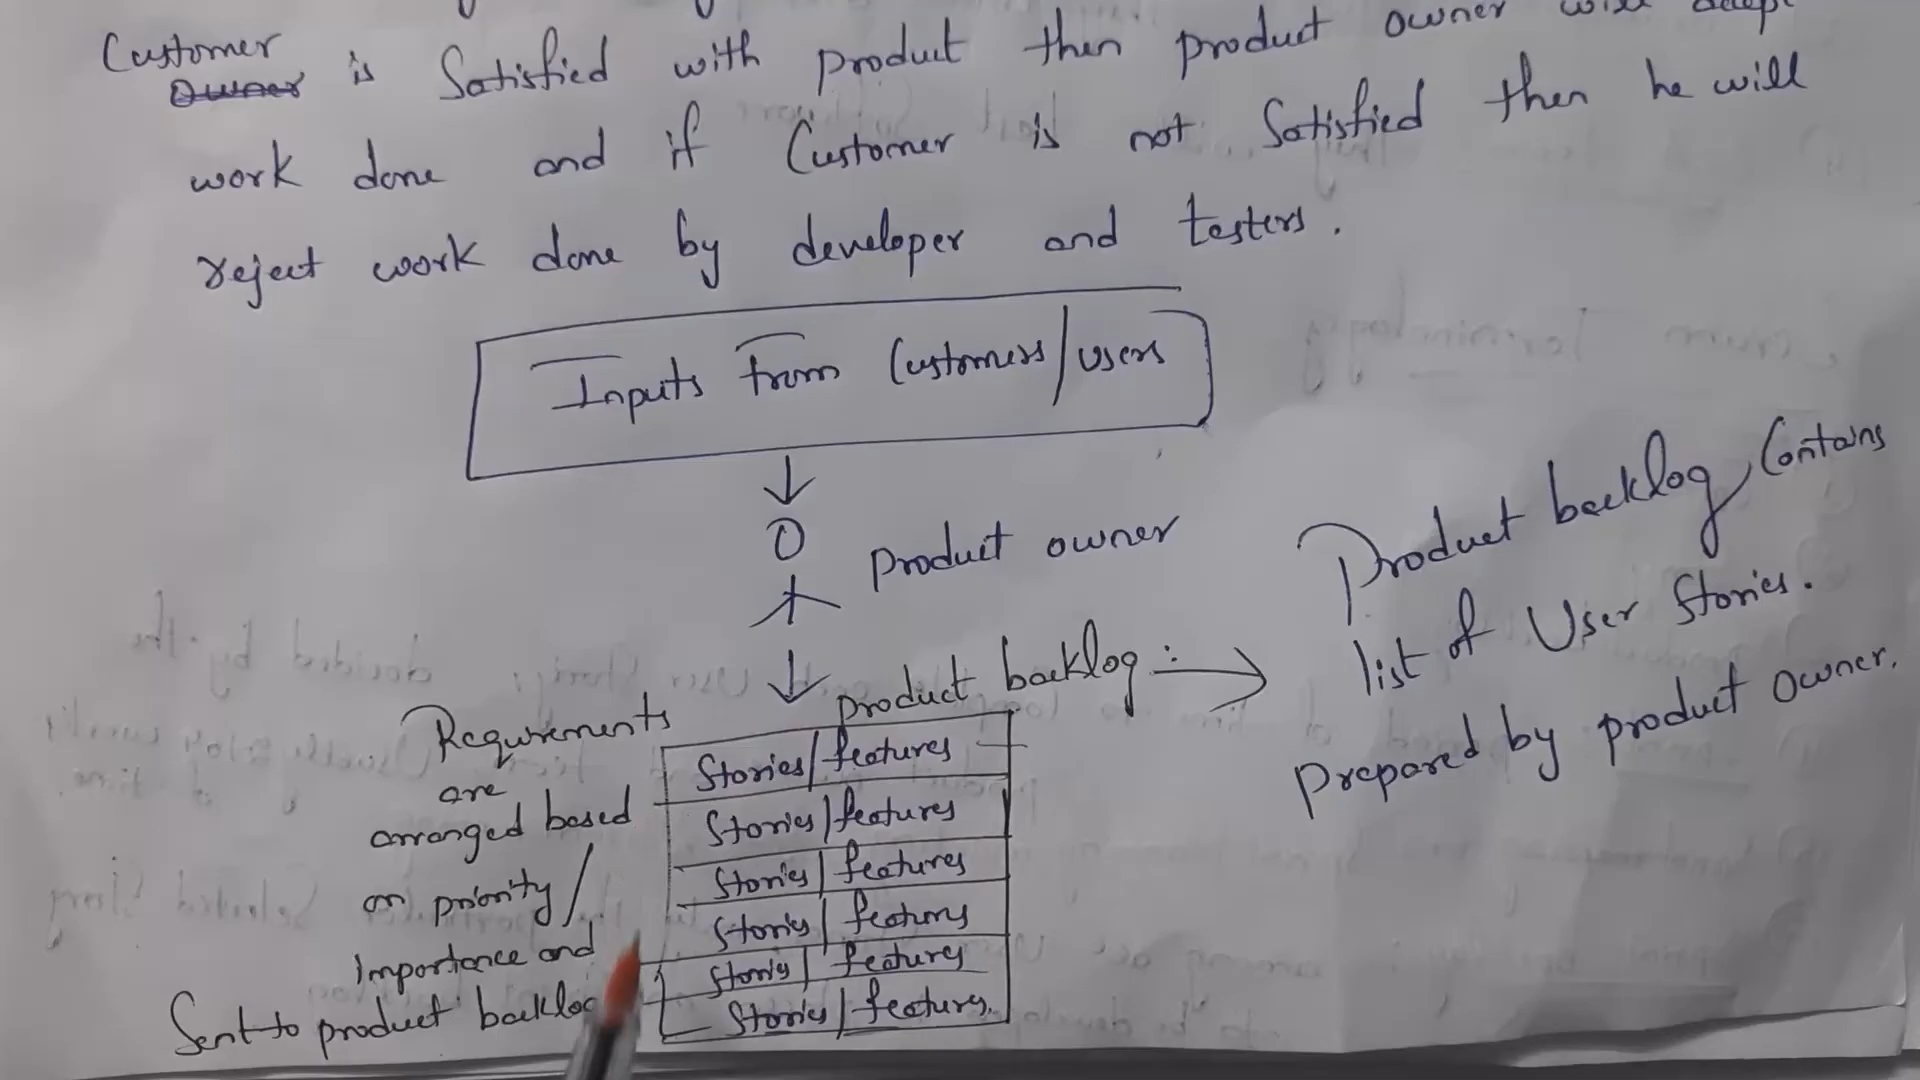 Customer
Owner is Satisfied with product then product owner will accept
work done and if Customer is not Satisfied then he will
reject work done by developer and testers.
Inputs from Customers/users
product owner
product backlog :
Product backlog Contains
list of User Stories.
prepared by product owner.
Requirements
are
arranged based
on priority/
importance and
Sent to product backlog
Stories/features
Stories/features
Stories/features
Stories/features
Stories/features
Stories/features.